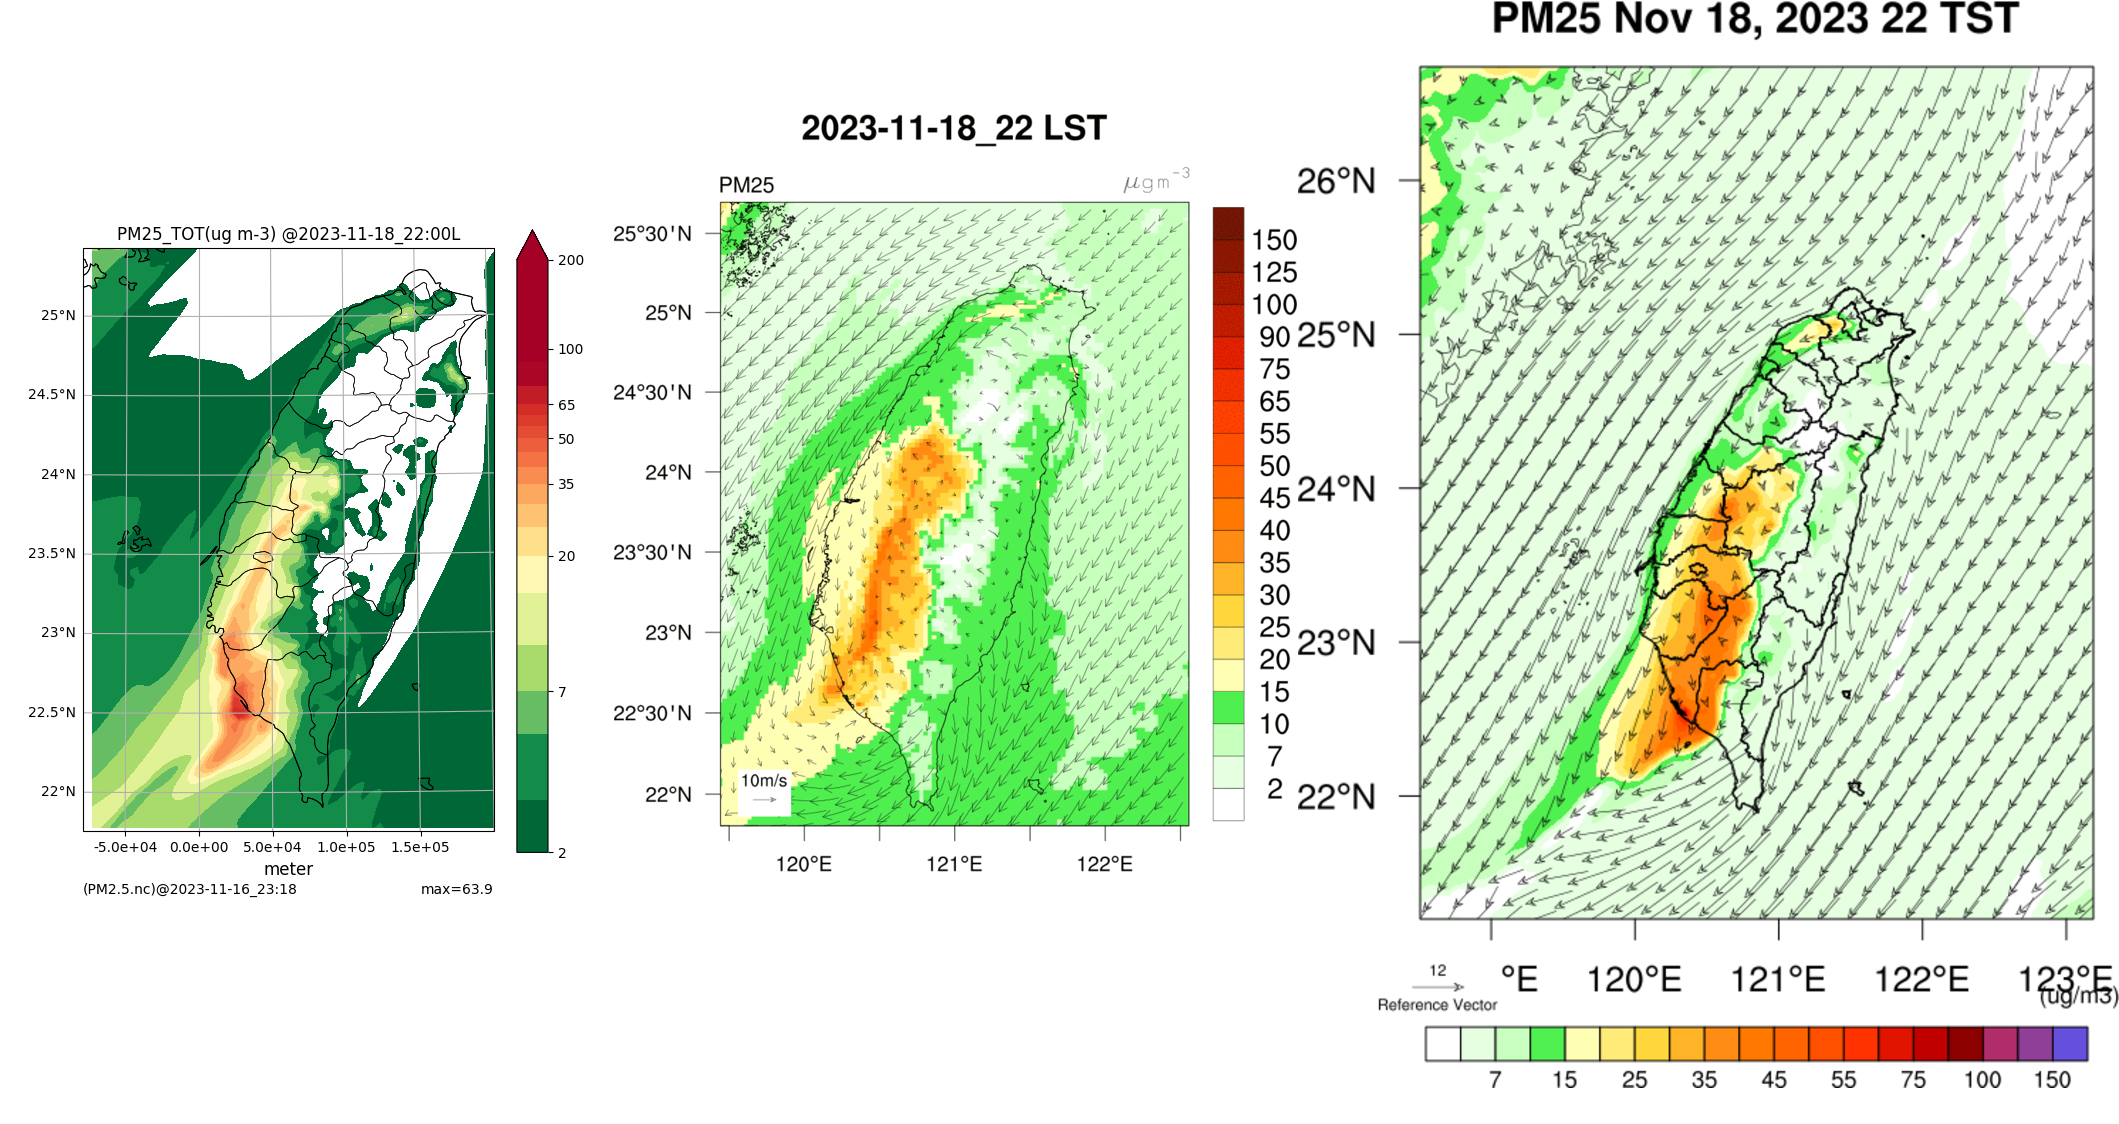 PM25_TOT(ug m-3) @2023-11-18_22:00L
25°N
24.5°N
24°N
23.5°N
23°N
22.5°N
22°N
-5.0e+04 0.0e+00 5.0e+04 1.0e+05 1.5e+05
meter
(PM2.5.nc)@2023-11-16_23:18 max=63.9
200
100
65
50
35
20
7
2
2023-11-18_22 LST
PM25 μgm-3
25°30'N
25°N
24°30'N
24°N
23°30'N
23°N
22°30'N
22°N
10m/s
120°E 121°E 122°E
150
125
100
90
75
65
55
50
45
40
35
30
25
20
15
10
7
2
PM25 Nov 18, 2023 22 TST
26°N
25°N
24°N
23°N
22°N
°E 120°E 121°E 122°E 123°E
12
Reference Vector
(ug/m3)
7 15 25 35 45 55 75 100 150